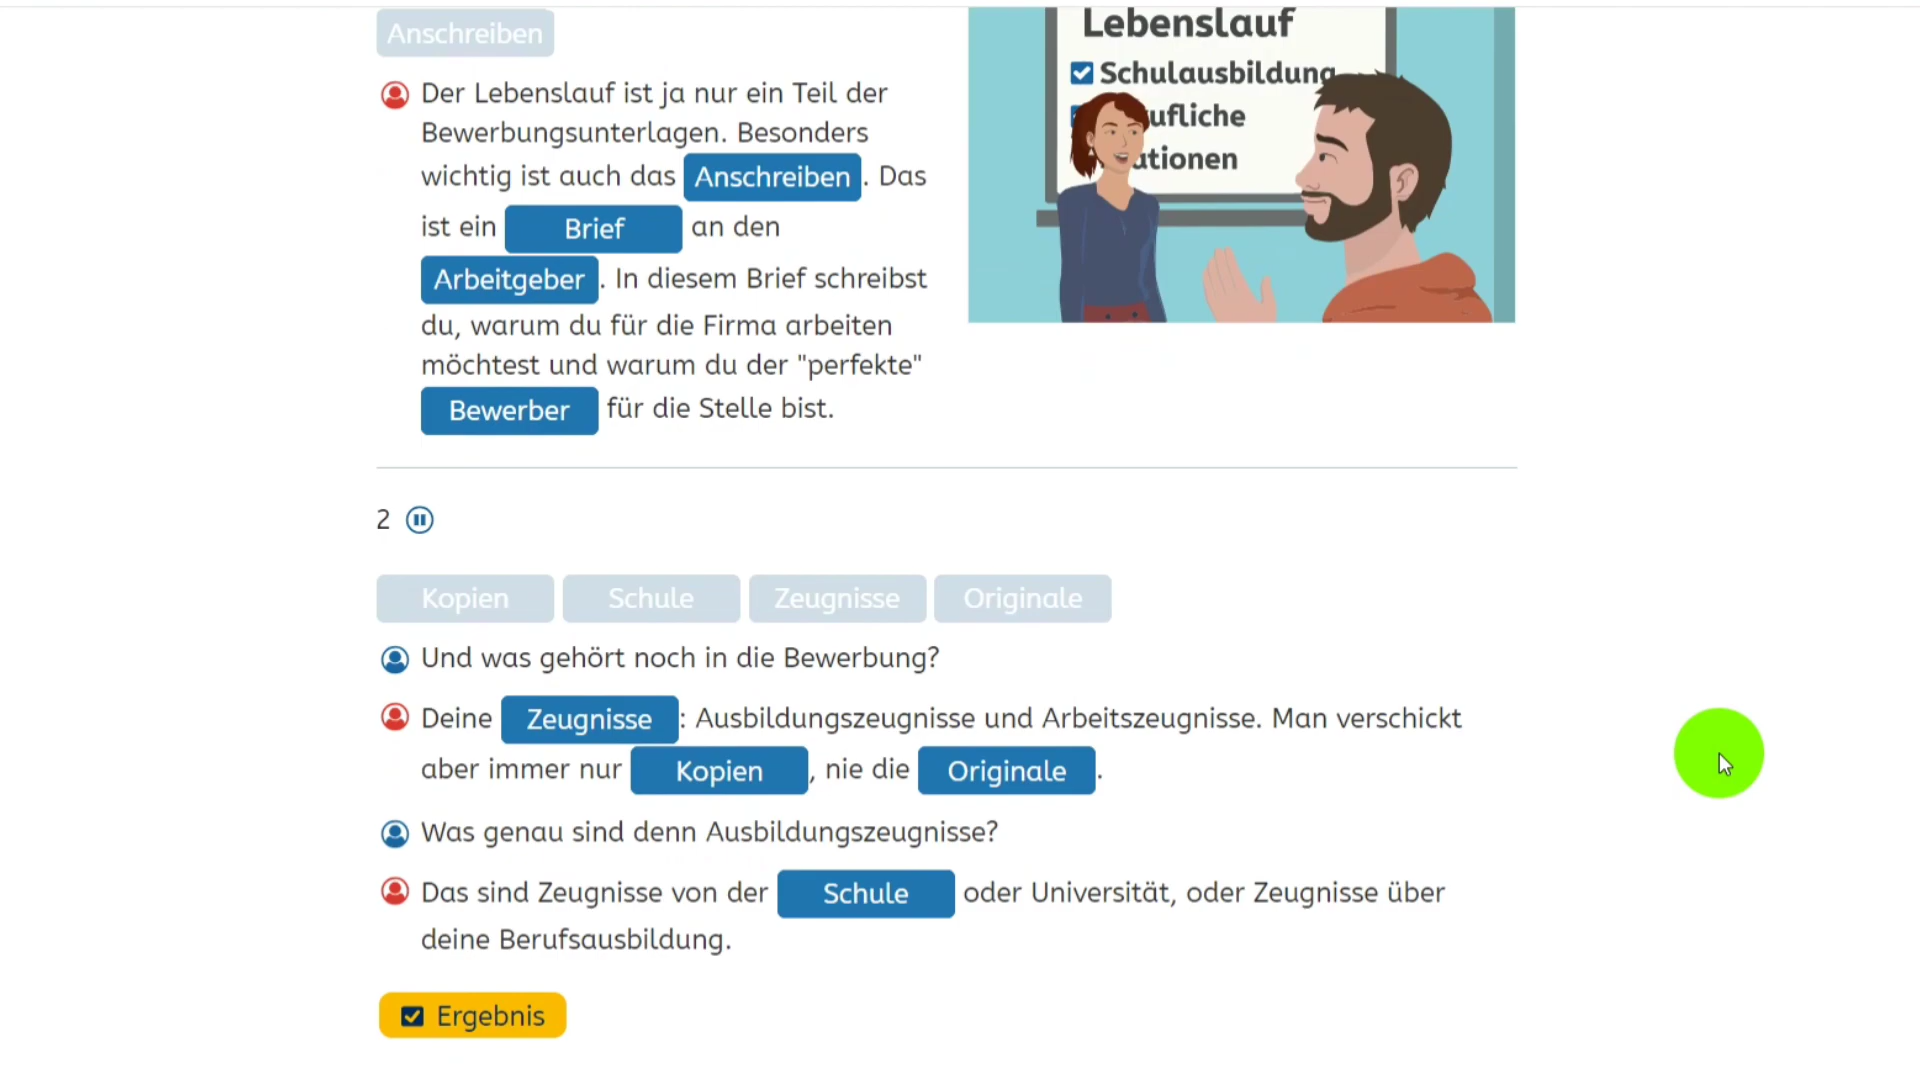 Anschreiben
Der Lebenslauf ist ja nur ein Teil der
Bewerbungsunterlagen. Besonders
wichtig ist auch das Anschreiben. Das
ist ein Brief an den
Arbeitgeber. In diesem Brief schreibst
du, warum du für die Firma arbeiten
möchtest und warum du der "perfekte"
Bewerber für die Stelle bist.
Lebenslauf
Schulausbildung
ufliche
ationen
2
Kopien Schule Zeugnisse Originale
Und was gehört noch in die Bewerbung?
Deine Zeugnisse: Ausbildungszeugnisse und Arbeitszeugnisse. Man verschickt
aber immer nur Kopien, nie die Originale.
Was genau sind denn Ausbildungszeugnisse?
Das sind Zeugnisse von der Schule oder Universität, oder Zeugnisse über
deine Berufsausbildung.
Ergebnis